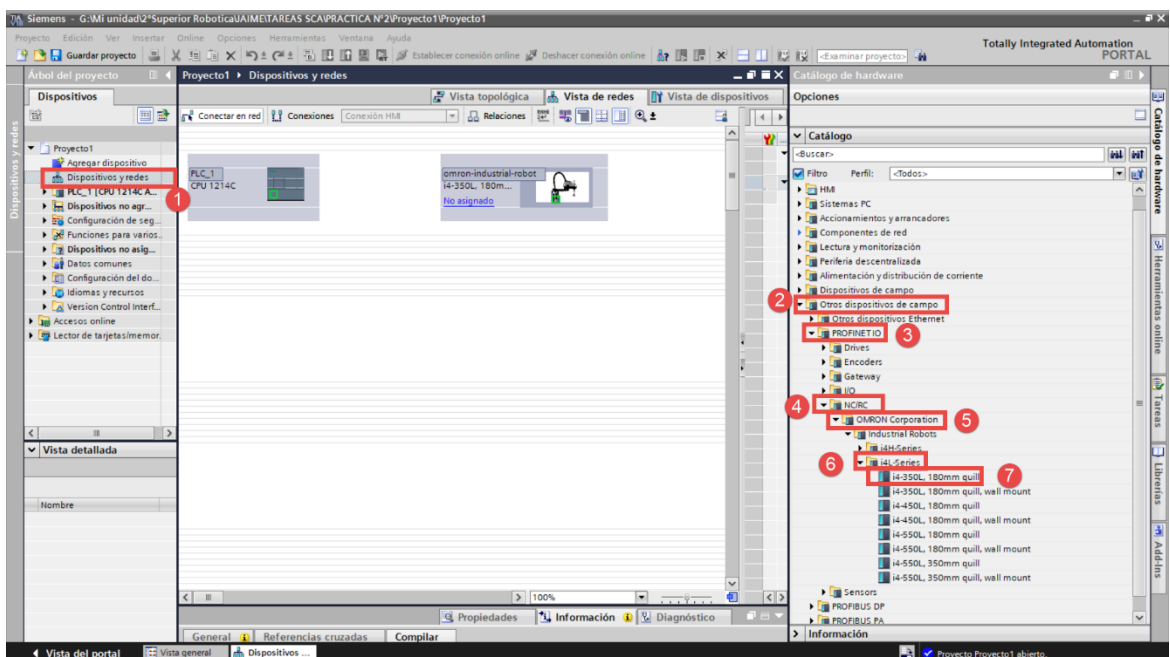 Siemens - G:\Mi unidad\2ºSuperior Robotica\JAIME\TAREAS SCA\PRACTICA Nº2\Proyecto1\Proyecto1
Proyecto Edición Ver Insertar Online Opciones Herramientas Ventana Ayuda
Guardar proyecto Establecer conexión online Deshacer conexión online <Examinar proyecto>
Totally Integrated Automation
PORTAL
Árbol del proyecto
Dispositivos
Dispositivos y redes
Proyecto1
Agregar dispositivo
Dispositivos y redes
1
PLC_1 [CPU 1214C A...
Dispositivos no agr...
Configuración de seg...
Funciones para varios...
Dispositivos no asig...
Datos comunes
Configuración del do...
Idiomas y recursos
Version Control Interf...
Accesos online
Lector de tarjetas/memor.
Vista detallada
Nombre
Proyecto1 Dispositivos y redes
Vista topológica Vista de redes Vista de dispositivos
Conectar en red Conexiones Conexión HMI Relaciones
PLC_1
CPU 1214C
omron-industrial-robot
i4-350L, 180m...
No asignado
100%
Propiedades Información Diagnóstico
General Referencias cruzadas Compilar
Catálogo de hardware
Opciones
Catálogo
<Buscar>
Filtro Perfil: <Todos>
HMI
Sistemas PC
Accionamientos y arrancadores
Componentes de red
Lectura y monitorización
Periferia descentralizada
Alimentación y distribución de corriente
Dispositivos de campo
2 Otros dispositivos de campo
Otros dispositivos Ethernet
PROFINET IO 3
Drives
Encoders
Gateway
I/O
4 NC/RC
OMRON Corporation 5
Industrial Robots
i4H-Series
6 i4L-Series
i4-350L, 180mm quill 7
i4-350L, 180mm quill, wall mount
i4-450L, 180mm quill
i4-450L, 180mm quill, wall mount
i4-550L, 180mm quill
i4-550L, 180mm quill, wall mount
i4-550L, 350mm quill
i4-550L, 350mm quill, wall mount
Sensors
PROFIBUS DP
PROFIBUS PA
Información
Catálogo de hardware
Herramientas online
Tareas
Librerías
Add-Ins
Vista del portal Vista general Dispositivos ... Proyecto Proyecto1 abierto.